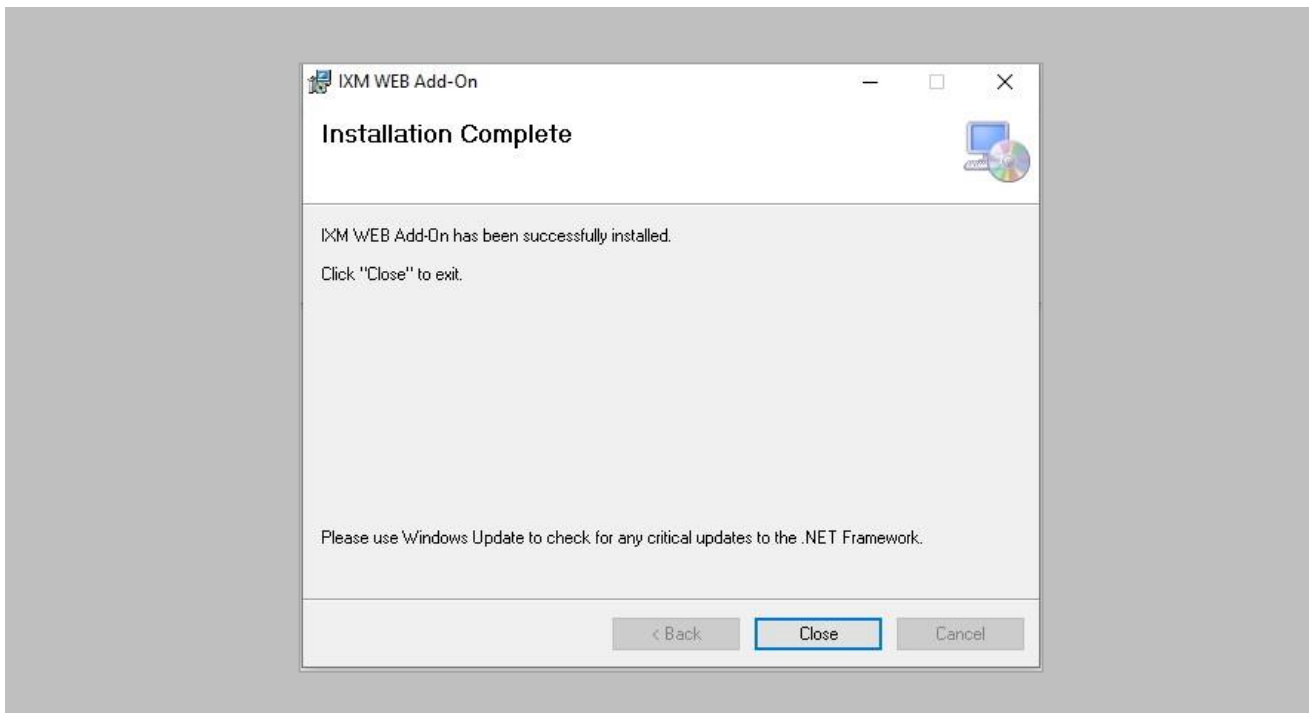 IXM WEB Add-On
Installation Complete
IXM WEB Add-On has been successfully installed.
Click "Close" to exit.
Please use Windows Update to check for any critical updates to the .NET Framework.
< Back
Close
Cancel